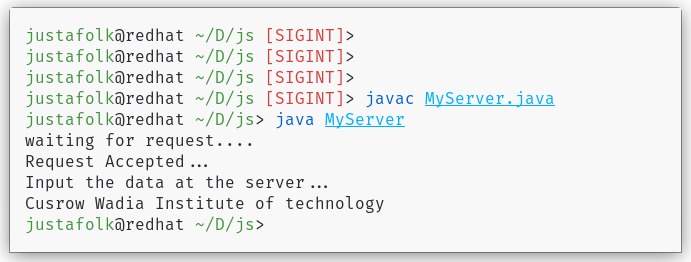 justafolk@redhat ~/D/js [SIGINT]>
justafolk@redhat ~/D/js [SIGINT]>
justafolk@redhat ~/D/js [SIGINT]>
justafolk@redhat ~/D/js [SIGINT]> javac MyServer.java
justafolk@redhat ~/D/js> java MyServer
waiting for request....
Request Accepted...
Input the data at the server...
Cusrow Wadia Institute of technology
justafolk@redhat ~/D/js>